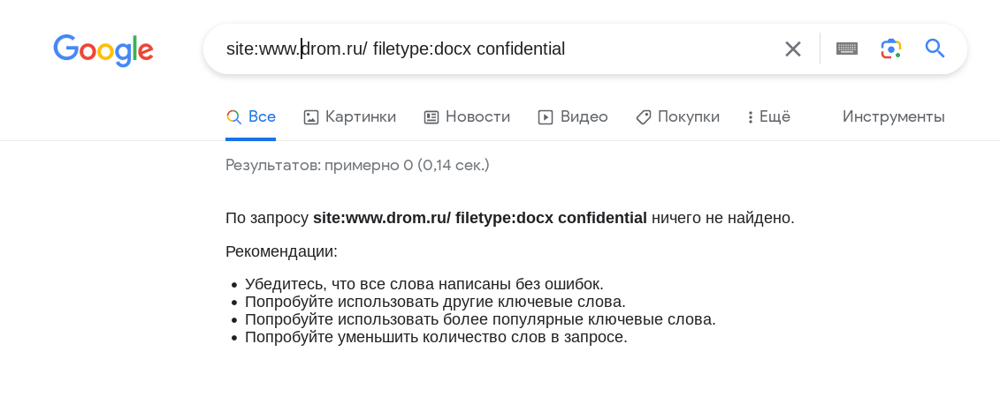 Google
site:www.drom.ru/ filetype:docx confidential
Все Картинки Новости Видео Покупки Ещё Инструменты
Результатов: примерно 0 (0,14 сек.)
По запросу site:www.drom.ru/ filetype:docx confidential ничего не найдено.
Рекомендации:
Убедитесь, что все слова написаны без ошибок.
Попробуйте использовать другие ключевые слова.
Попробуйте использовать более популярные ключевые слова.
Попробуйте уменьшить количество слов в запросе.